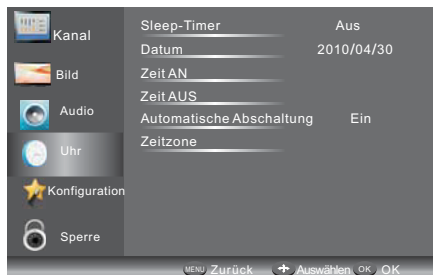 Kanal
Bild
Audio
Uhr
Konfiguration
Sperre
Sleep-Timer Aus
Datum 2010/04/30
Zeit AN
Zeit AUS
Automatische Abschaltung Ein
Zeitzone
MENU Zurück Auswählen OK OK